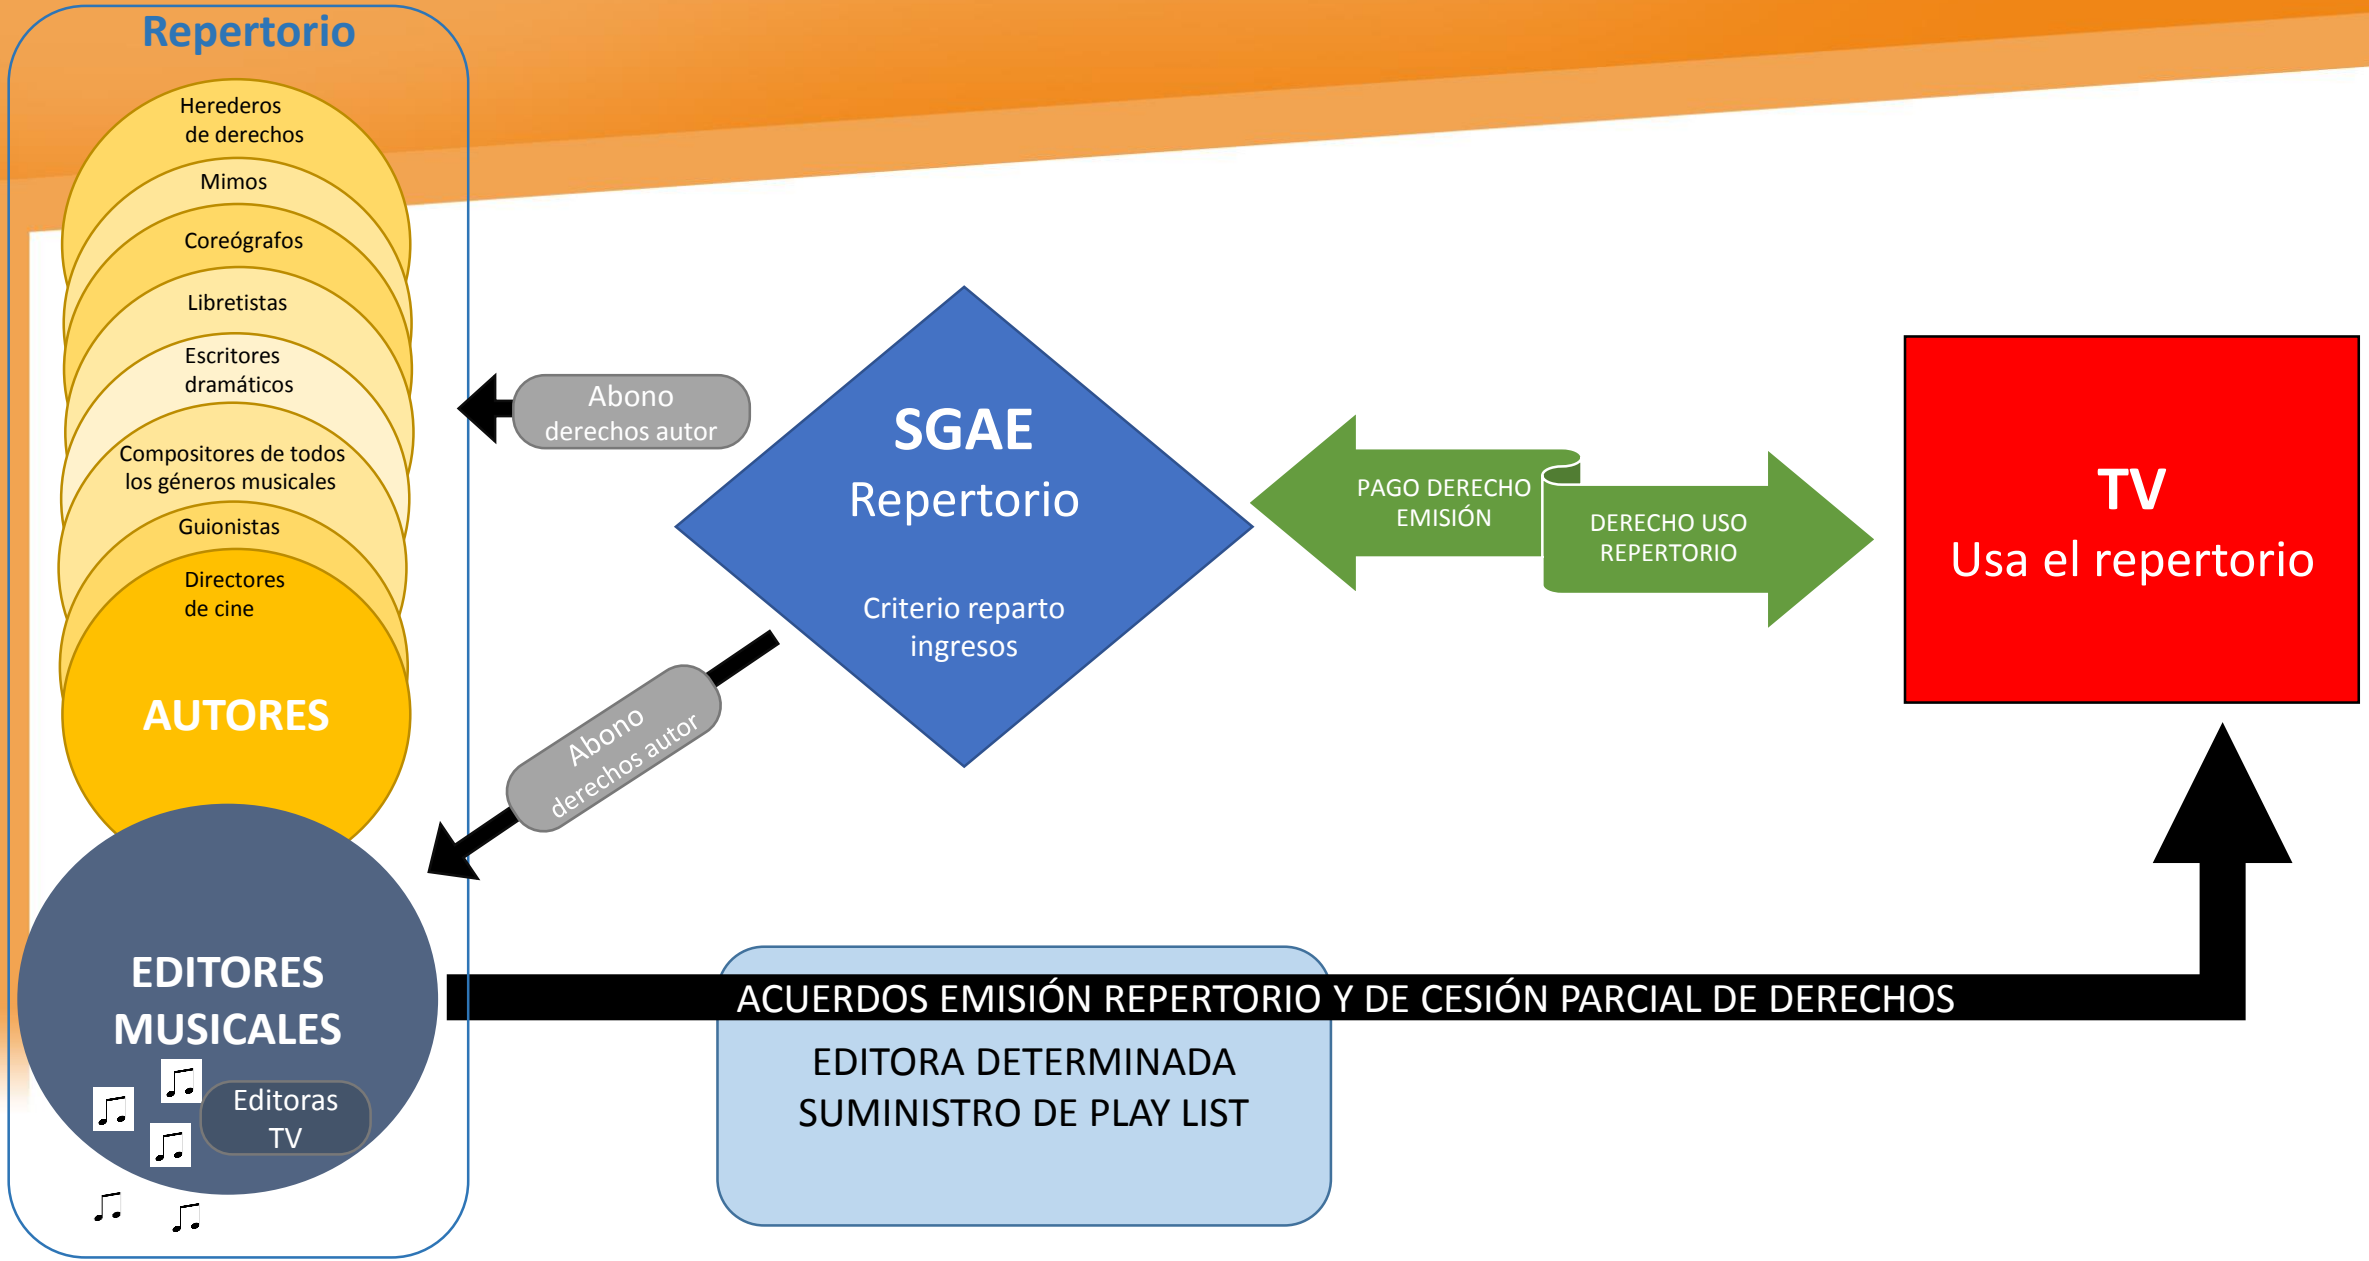 Repertorio
Herederos
de derechos
Mimos
Coreógrafos
Libretistas
Escritores
dramáticos
Compositores de todos
los géneros musicales
Guionistas
Directores
de cine
AUTORES
EDITORES
MUSICALES
Editoras
TV
Abono
derechos autor
Abono
derechos autor
SGAE
Repertorio
Criterio reparto
ingresos
PAGO DERECHO
EMISIÓN
DERECHO USO
REPERTORIO
TV
Usa el repertorio
ACUERDOS EMISIÓN REPERTORIO Y DE CESIÓN PARCIAL DE DERECHOS
EDITORA DETERMINADA
SUMINISTRO DE PLAY LIST